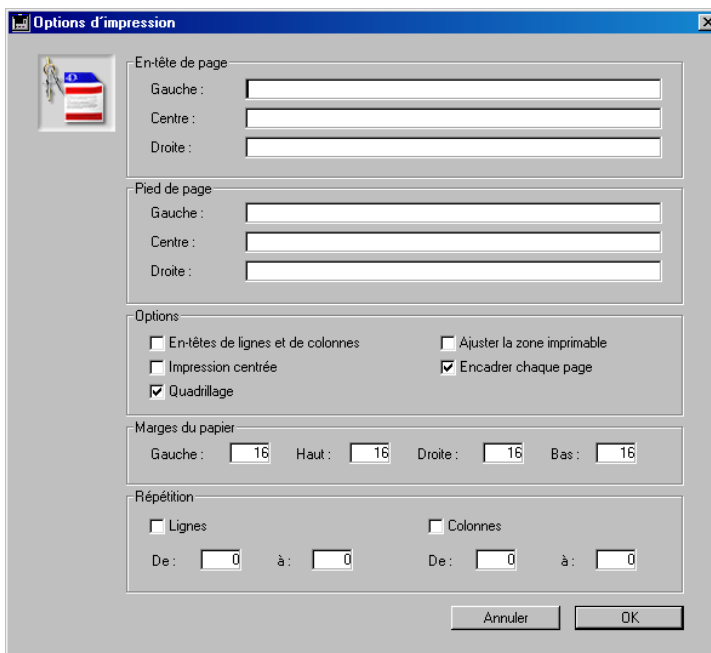 Options d'impression
En-tête de page
Gauche :
Centre :
Droite :
Pied de page
Gauche :
Centre :
Droite :
Options
En-têtes de lignes et de colonnes
Ajuster la zone imprimable
Impression centrée
Encadrer chaque page
Quadrillage
Marges du papier
Gauche : 16 Haut : 16 Droite : 16 Bas : 16
Répétition
Lignes
Colonnes
De : 0 à : 0 De : 0 à : 0
Annuler OK